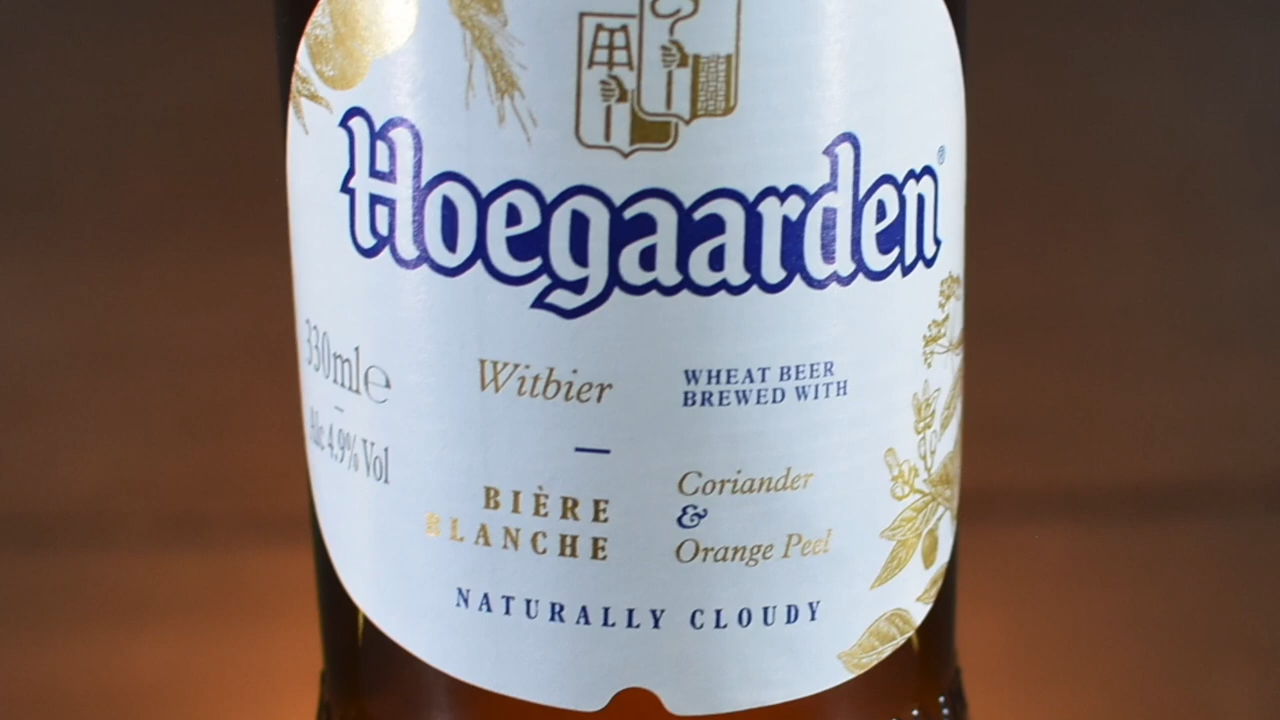 Hoegaarden®
330ml℮
Alc 4.9% Vol
Witbier
BIÈRE
BLANCHE
WHEAT BEER
BREWED WITH
Coriander
&
Orange Peel
NATURALLY CLOUDY